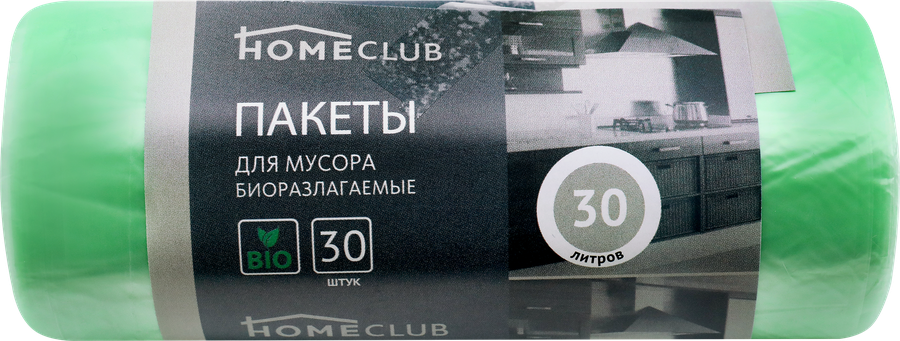 HOMECLUB
ПАКЕТЫ
ДЛЯ МУСОРА
БИОРАЗЛАГАЕМЫЕ
BIO
30
ШТУК
30
литров
HOMECLUB